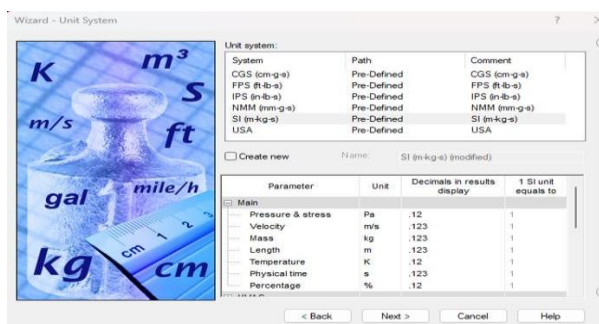 Wizard - Unit System ?
K
m³
S
m/s
ft
gal
mile/h
cm
kg
cm
Unit system:
System Path Comment
CGS (cm-g-s) Pre-Defined CGS (cm-g-s)
FPS (ft-lb-s) Pre-Defined FPS (ft-lb-s)
IPS (in-lb-s) Pre-Defined IPS (in-lb-s)
NMM (mm-g-s) Pre-Defined NMM (mm-g-s)
SI (m-kg-s) Pre-Defined SI (m-kg-s)
USA Pre-Defined USA
Create new Name: SI (m-kg-s) (modified)
Parameter Unit Decimals in results display 1 SI unit equals to
Main
Pressure & stress Pa .12 1
Velocity m/s .123 1
Mass kg .123 1
Length m .123 1
Temperature K .12 1
Physical time s .123 1
Percentage % .12 1
< Back Next > Cancel Help